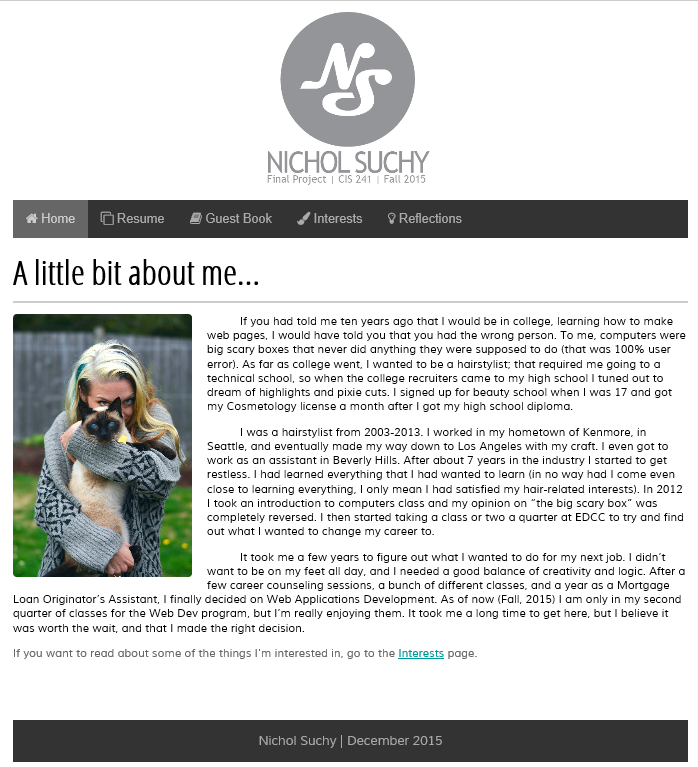 NS
NICHOL SUCHY
Final Project | CIS 241 | Fall 2015
Home Resume Guest Book Interests Reflections
A little bit about me...
If you had told me ten years ago that I would be in college, learning how to make
web pages, I would have told you that you had the wrong person. To me, computers were
big scary boxes that never did anything they were supposed to do (that was 100% user
error). As far as college went, I wanted to be a hairstylist; that required me going to a
technical school, so when the college recruiters came to my high school I tuned out to
dream of highlights and pixie cuts. I signed up for beauty school when I was 17 and got
my Cosmetology license a month after I got my high school diploma.
I was a hairstylist from 2003-2013. I worked in my hometown of Kenmore, in
Seattle, and eventually made my way down to Los Angeles with my craft. I even got to
work as an assistant in Beverly Hills. After about 7 years in the industry I started to get
restless. I had learned everything that I had wanted to learn (in no way had I come even
close to learning everything, I only mean I had satisfied my hair-related interests). In 2012
I took an introduction to computers class and my opinion on “the big scary box” was
completely reversed. I then started taking a class or two a quarter at EDCC to try and find
out what I wanted to change my career to.
It took me a few years to figure out what I wanted to do for my next job. I didn’t
want to be on my feet all day, and I needed a good balance of creativity and logic. After a
few career counseling sessions, a bunch of different classes, and a year as a Mortgage
Loan Originator’s Assistant, I finally decided on Web Applications Development. As of now (Fall, 2015) I am only in my second
quarter of classes for the Web Dev program, but I’m really enjoying them. It took me a long time to get here, but I believe it
was worth the wait, and that I made the right decision.
If you want to read about some of the things I’m interested in, go to the Interests page.
Nichol Suchy | December 2015